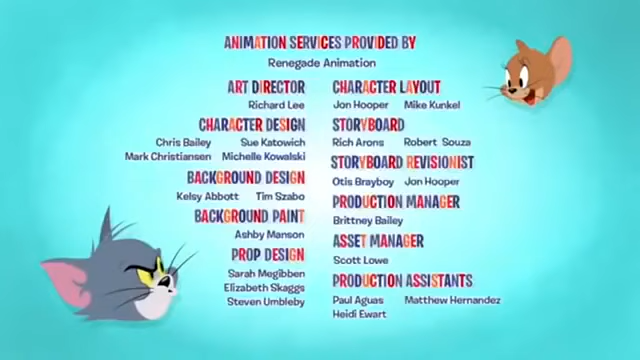 ANIMATION SERVICES PROVIDED BY
Renegade Animation
ART DIRECTOR
Richard Lee
CHARACTER DESIGN
Chris Bailey Sue Katowich
Mark Christiansen Michelle Kowalski
BACKGROUND DESIGN
Kelsy Abbott Tim Szabo
BACKGROUND PAINT
Ashby Manson
PROP DESIGN
Sarah Megibben
Elizabeth Skaggs
Steven Umbleby
CHARACTER LAYOUT
Jon Hooper Mike Kunkel
STORYBOARD
Rich Arons Robert Souza
STORYBOARD REVISIONIST
Otis Brayboy Jon Hooper
PRODUCTION MANAGER
Brittney Bailey
ASSET MANAGER
Scott Lowe
PRODUCTION ASSISTANTS
Paul Aguas Matthew Hernandez
Heidi Ewart